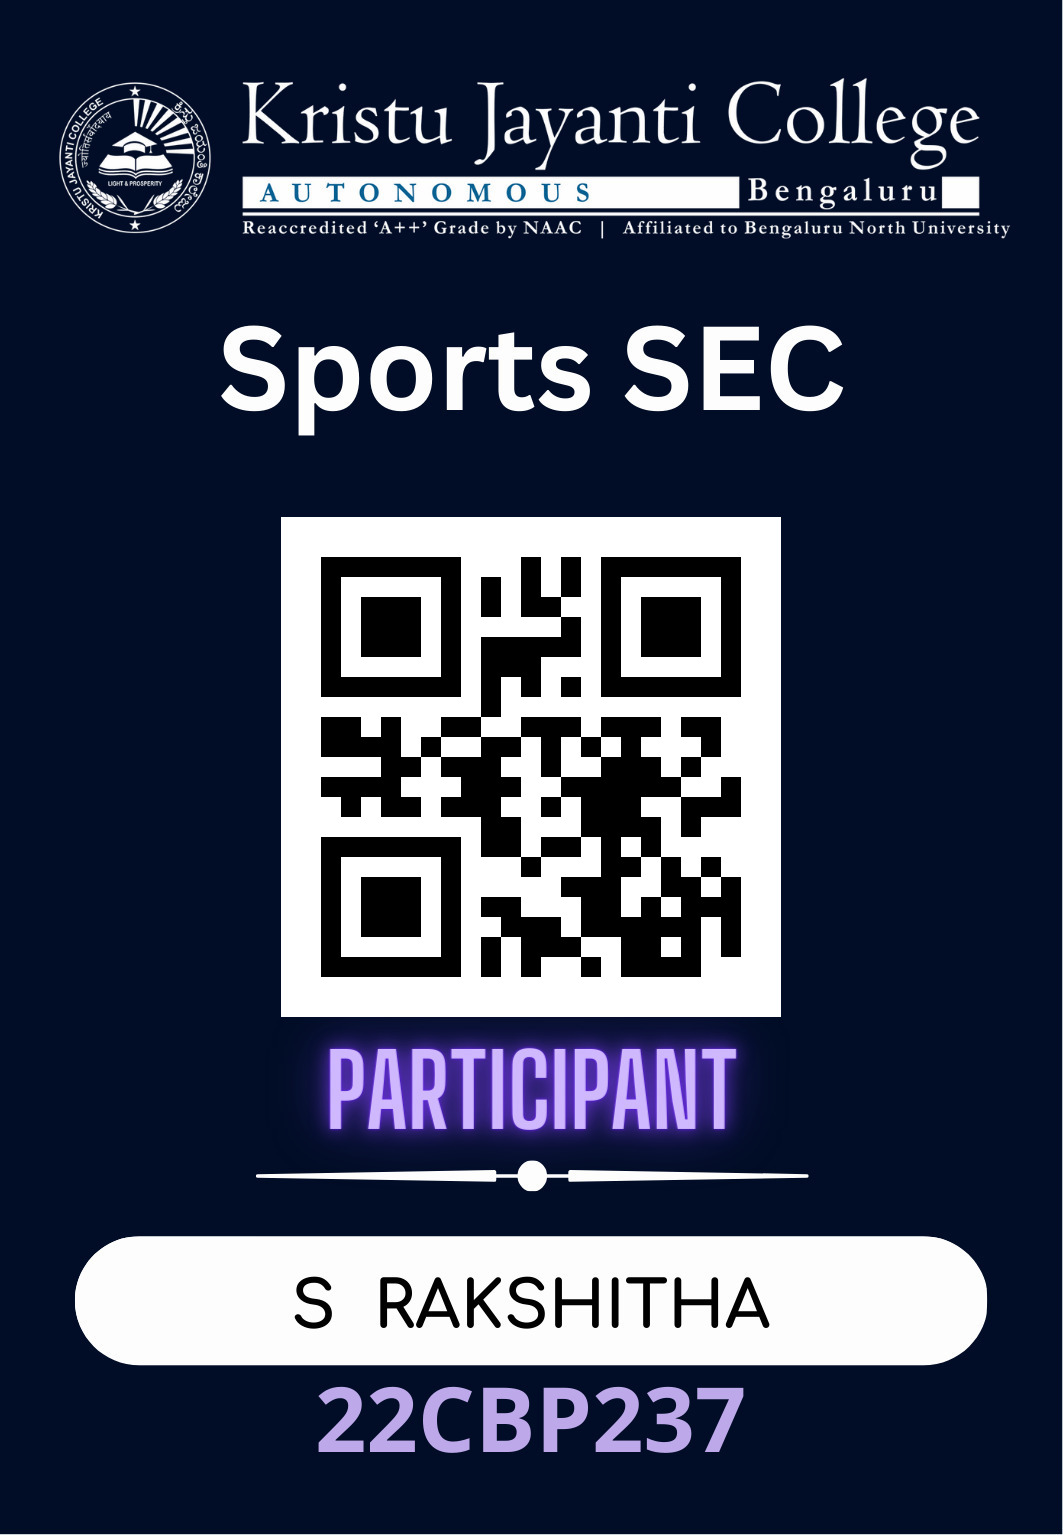 Kristu Jayanti College
AUTONOMOUS Bengaluru
Reaccredited ‘A++’ Grade by NAAC | Affiliated to Bengaluru North University
KRISTU JAYANTI COLLEGE
LIGHT & PROSPERITY
Sports SEC
PARTICIPANT
S RAKSHITHA
22CBP237